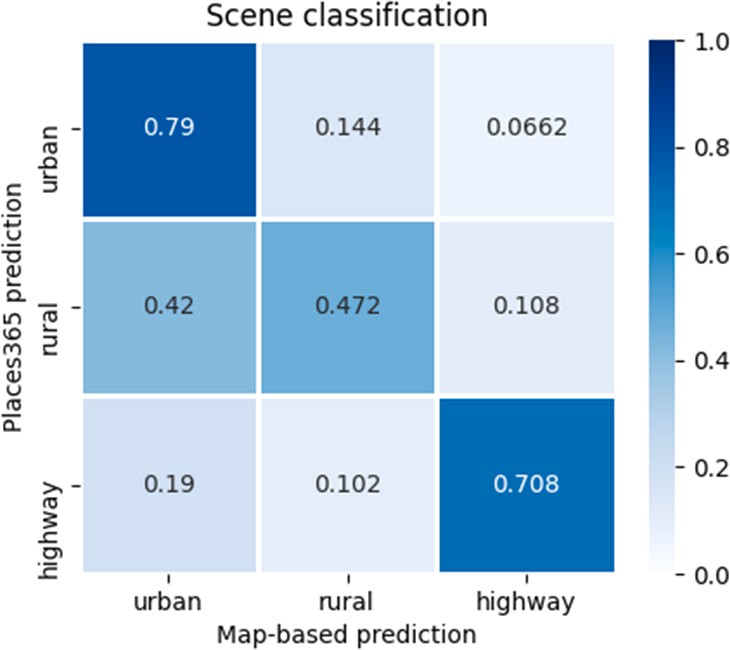 Scene classification
Places365 prediction
urban
0.79 0.144 0.0662
rural
0.42 0.472 0.108
highway
0.19 0.102 0.708
urban rural highway
Map-based prediction
1.0
0.8
0.6
0.4
0.2
0.0